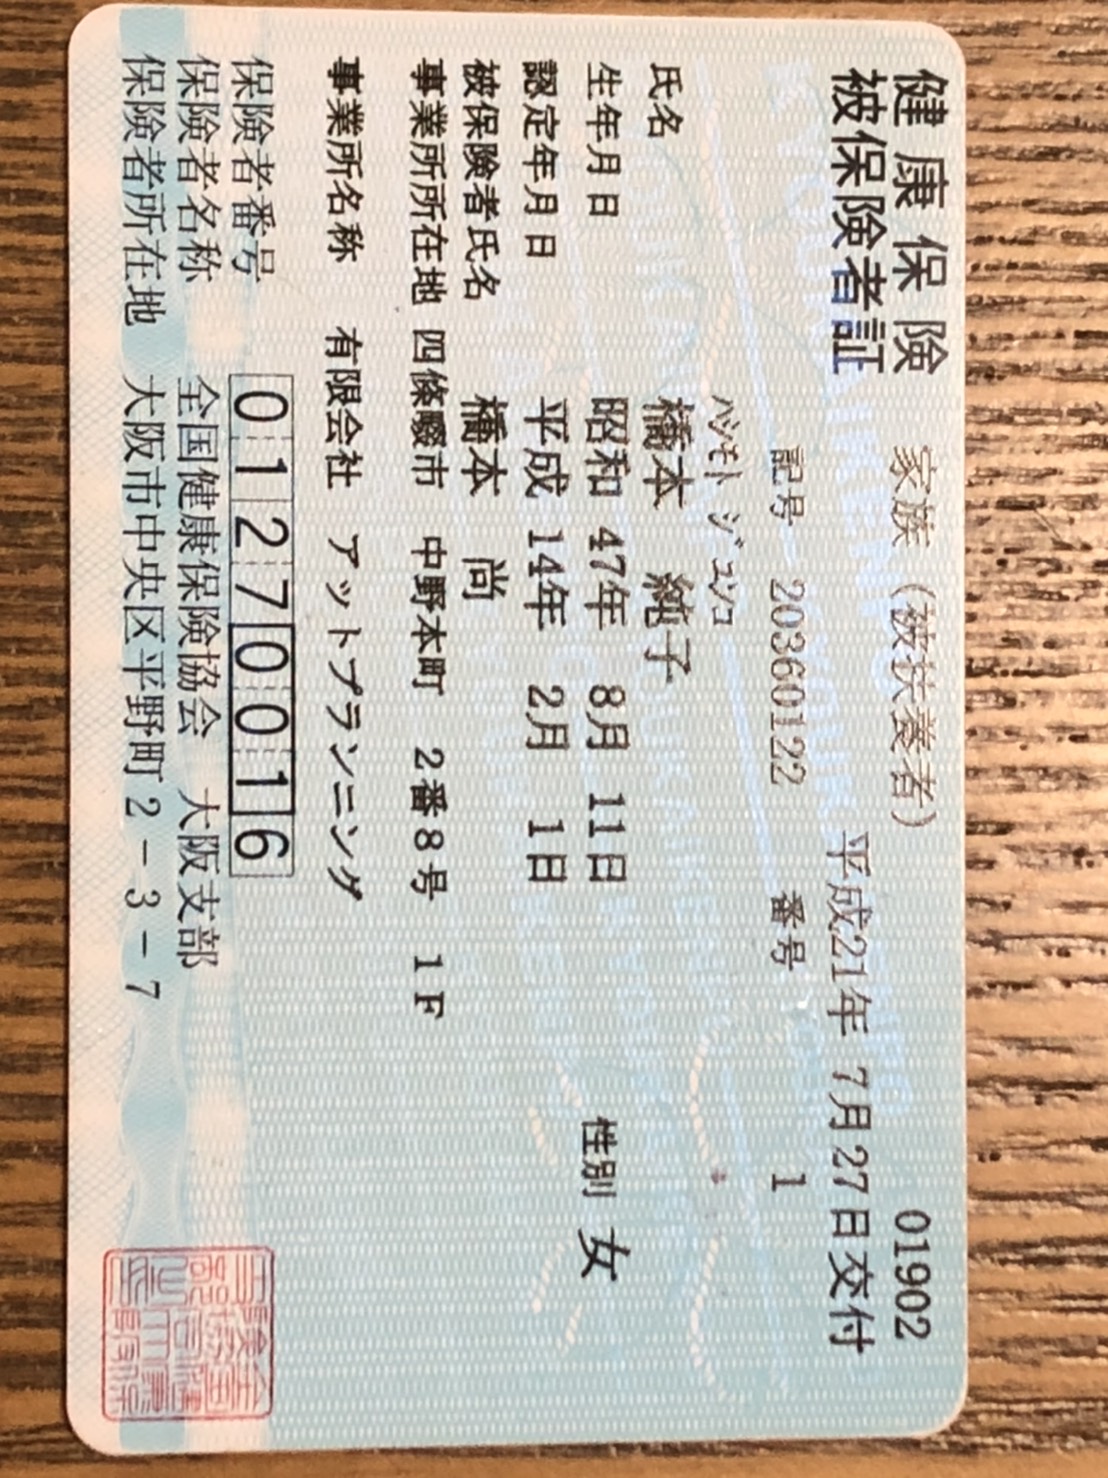 健康保険 家族（被扶養者） 01902
被保険者証 平成21年 7月27日交付
記号 20360122 番号 1
ハシモト ジュンコ
氏名 橋本 純子
生年月日 昭和 47年 8月 11日 性別 女
認定年月日 平成 14年 2月 1日
被保険者氏名 橋本 尚
事業所所在地 四條畷市 中野本町 2番8号 1F
事業所名称 有限会社 アットプランニング
保険者番号 01270016
保険者名称 全国健康保険協会 大阪支部
保険者所在地 大阪市中央区平野町2-3-7